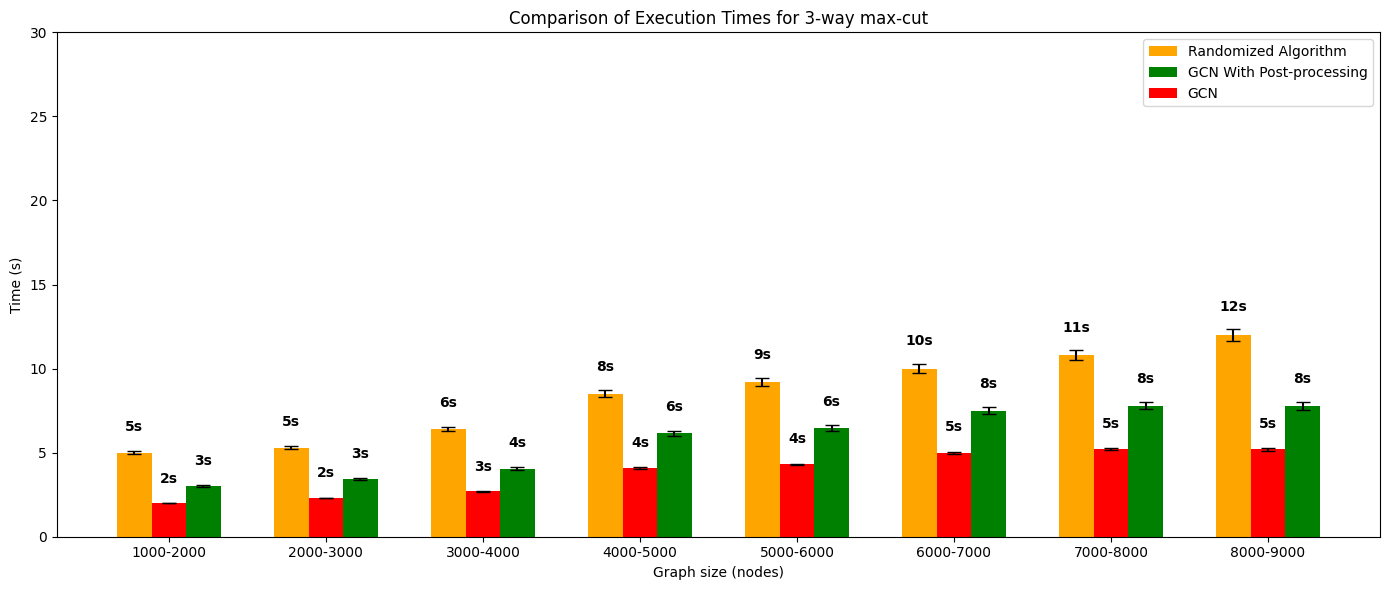 Comparison of Execution Times for 3-way max-cut
30
25
20
15
10
5
0
Time (s)
Randomized Algorithm
GCN With Post-processing
GCN
5s
2s
3s
5s
2s
3s
6s
3s
4s
8s
4s
6s
9s
4s
6s
10s
5s
8s
11s
5s
8s
12s
5s
8s
1000-2000
2000-3000
3000-4000
4000-5000
5000-6000
6000-7000
7000-8000
8000-9000
Graph size (nodes)